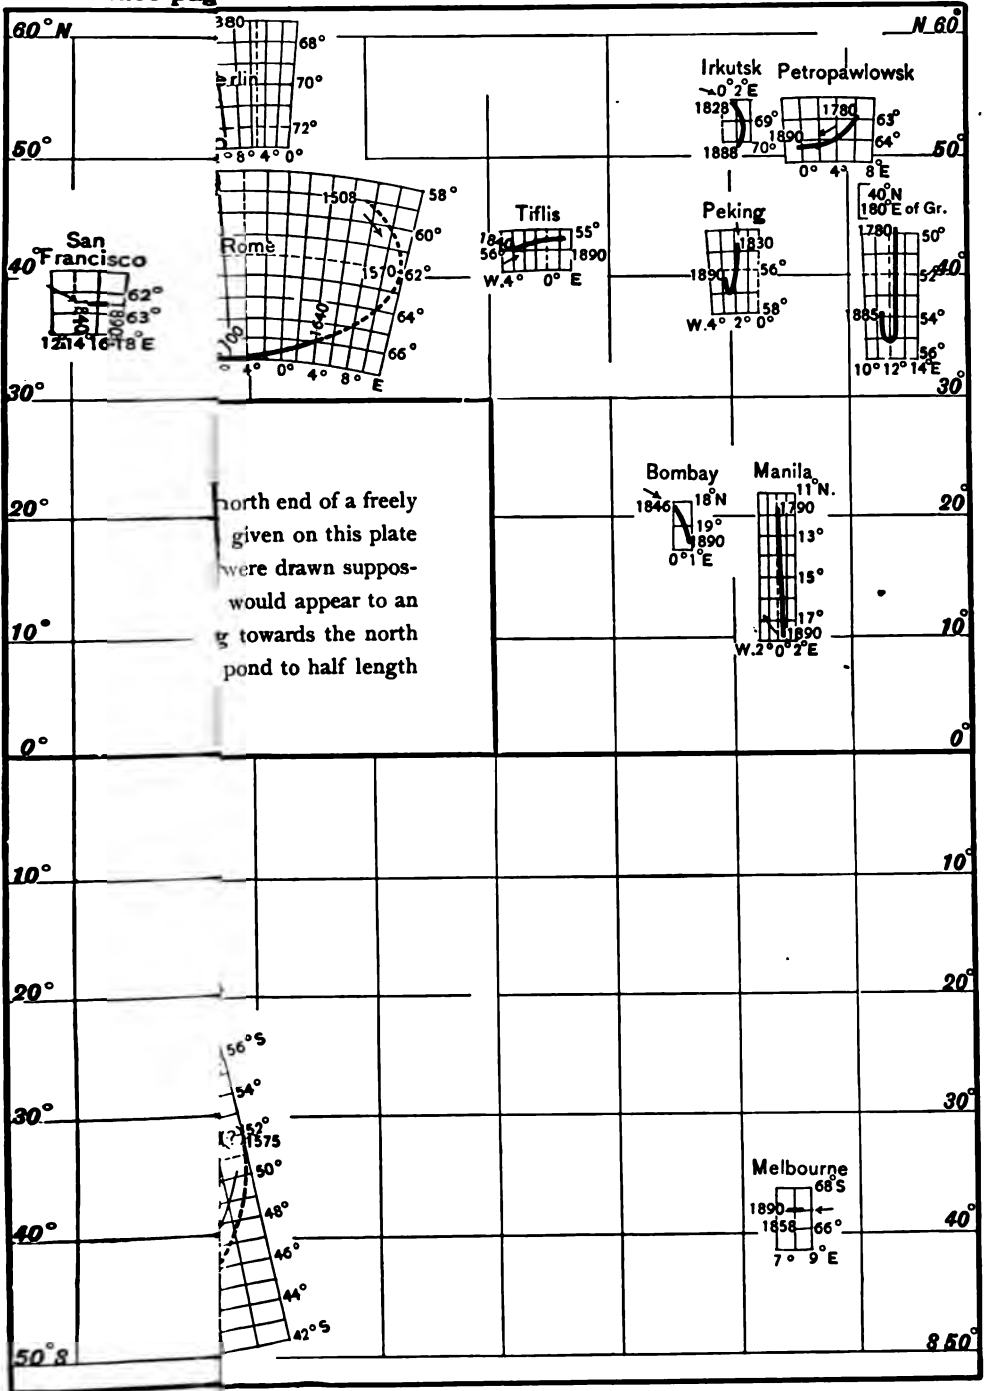 60° N
380
68°
70°
72°
8° 4° 0°
N 60°
Irkutsk
0° 2° E
1828
69°
70°
1888
Petropawlowsk
1780
1890
63°
64°
0° 4° 8° E
50°
50°
58°
1508
Rome
60°
1570
62°
64°
1640
66°
4° 0° 4° 8° E
Tiflis
1840
55°
56°
1890
W. 4° 0° E
Peking
1830
1890
56°
58°
W. 4° 2° 0°
40° N
180° E of Gr.
1780
50°
52°
1885
54°
56°
10° 12° 14° E
San
Francisco
40°
62°
63°
1840
1890
12° 14° 16° 18° E
40°
30°
30°
north end of a freely
given on this plate
were drawn suppos-
would appear to an
towards the north
pond to half length
Bombay
1846
18° N
19°
1890
0° 1° E
Manila
11° N.
1790
13°
15°
17°
1890
W. 2° 0° 2° E
20°
20°
10°
10°
0°
0°
10°
10°
20°
20°
56° S
54°
52°
(?)
1575
50°
48°
46°
44°
42° S
30°
30°
Melbourne
68° S
1890
1858
66°
7° 9° E
40°
40°
50° S
S 50°